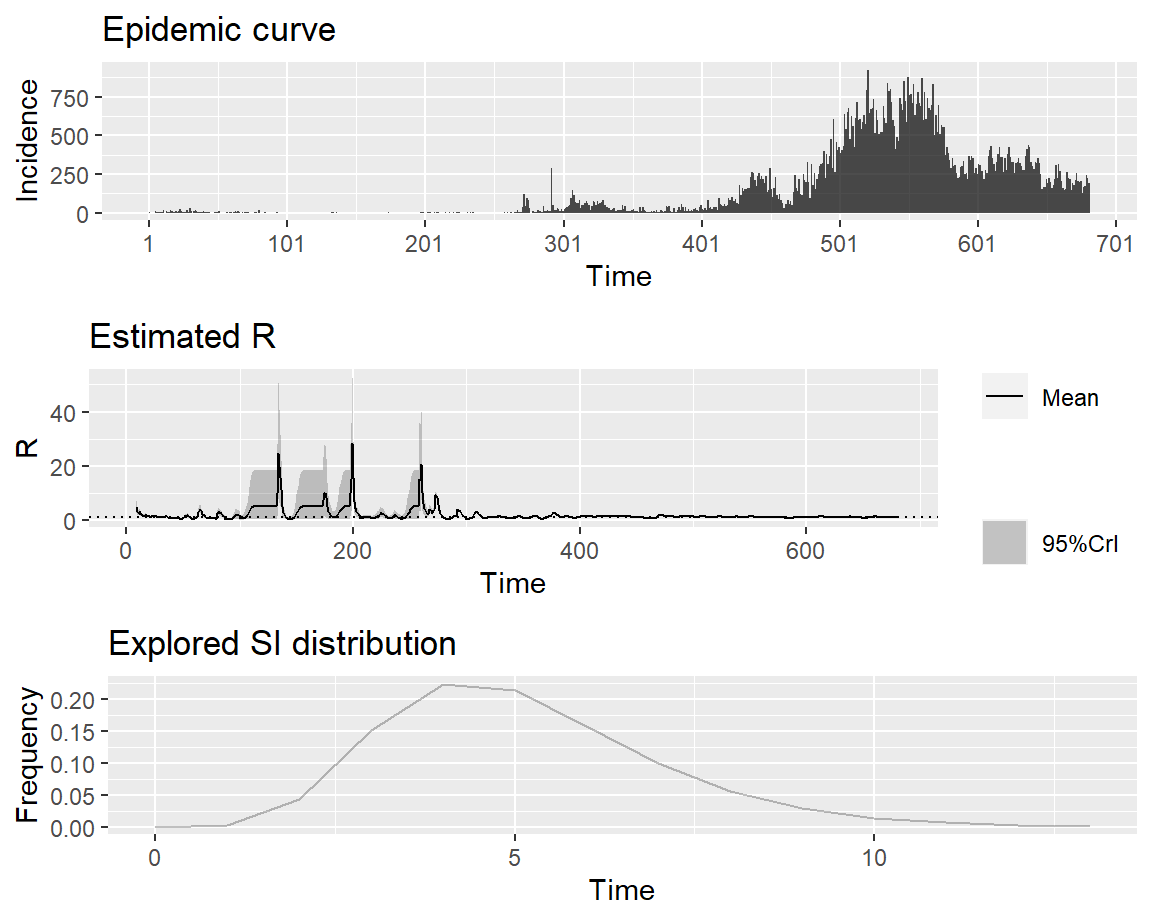 Epidemic curve
Incidence
750
500
250
0
1 101 201 301 401 501 601 701
Time
Estimated R
R
40
20
0
0 200 400 600
Time
Mean
95%CrI
Explored SI distribution
Frequency
0.20
0.15
0.10
0.05
0.00
0 5 10
Time